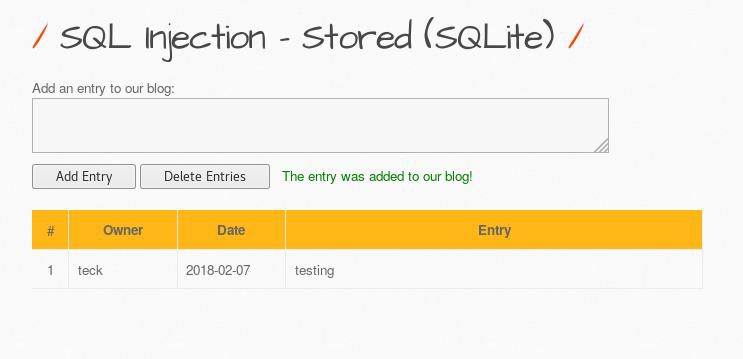 / SQL Injection - Stored (SQLite) /
Add an entry to our blog:
Add Entry Delete Entries The entry was added to our blog!
# Owner Date Entry
1 teck 2018-02-07 testing